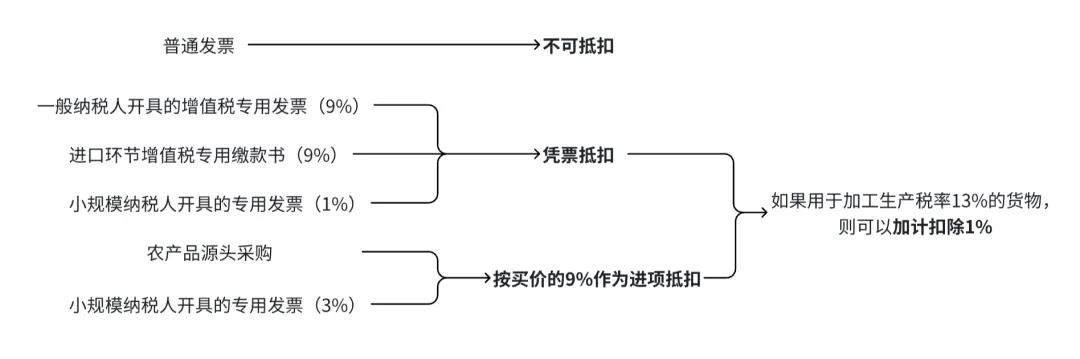 普通发票
不可抵扣
一般纳税人开具的增值税专用发票（9%）
进口环节增值税专用缴款书（9%）
凭票抵扣
小规模纳税人开具的专用发票（1%）
如果用于加工生产税率13%的货物，
则可以加计扣除1%
农产品源头采购
按买价的9%作为进项抵扣
小规模纳税人开具的专用发票（3%）